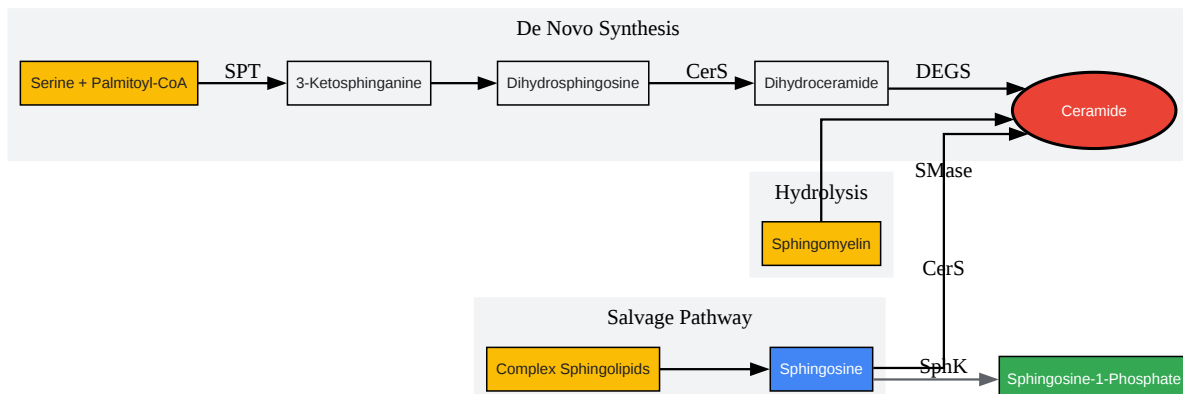 De Novo Synthesis
Serine + Palmitoyl-CoA
SPT
3-Ketosphinganine
Dihydrosphingosine
CerS
Dihydroceramide
DEGS
Ceramide
SMase
Hydrolysis
Sphingomyelin
CerS
Salvage Pathway
Complex Sphingolipids
Sphingosine
SphK
Sphingosine-1-Phosphate